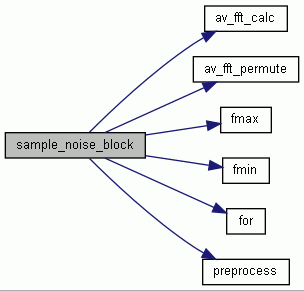 av_fft_calc
av_fft_permute
fmax
sample_noise_block
fmin
for
preprocess